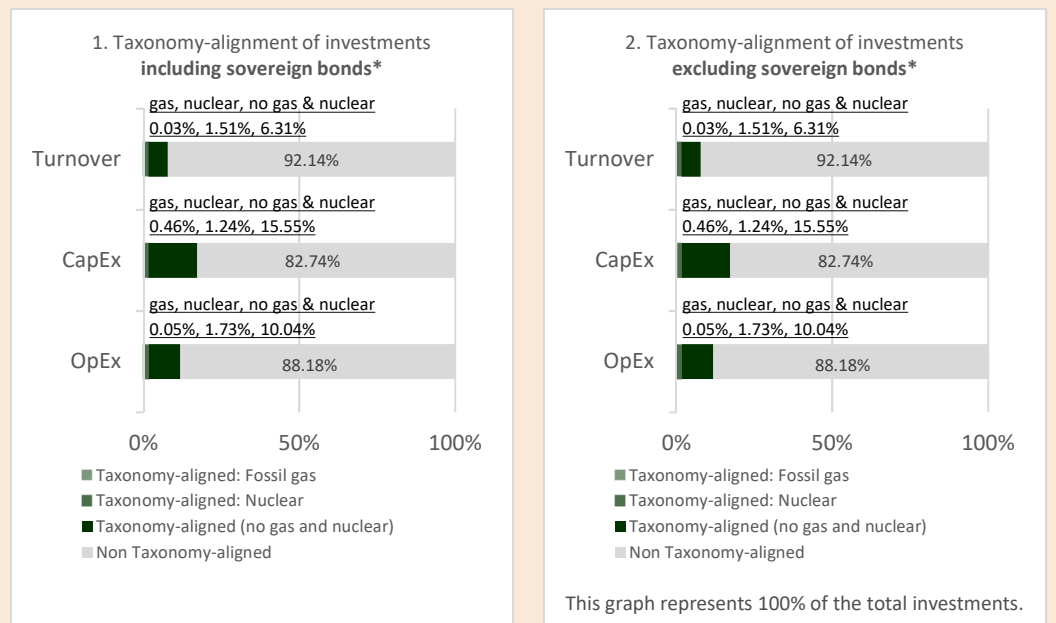 1. Taxonomy-alignment of investments
including sovereign bonds*
gas, nuclear, no gas & nuclear
0.03%, 1.51%, 6.31%
Turnover
92.14%
gas, nuclear, no gas & nuclear
0.46%, 1.24%, 15.55%
CapEx
82.74%
gas, nuclear, no gas & nuclear
0.05%, 1.73%, 10.04%
OpEx
88.18%
0% 50% 100%
Taxonomy-aligned: Fossil gas
Taxonomy-aligned: Nuclear
Taxonomy-aligned (no gas and nuclear)
Non Taxonomy-aligned
2. Taxonomy-alignment of investments
excluding sovereign bonds*
gas, nuclear, no gas & nuclear
0.03%, 1.51%, 6.31%
Turnover
92.14%
gas, nuclear, no gas & nuclear
0.46%, 1.24%, 15.55%
CapEx
82.74%
gas, nuclear, no gas & nuclear
0.05%, 1.73%, 10.04%
OpEx
88.18%
0% 50% 100%
Taxonomy-aligned: Fossil gas
Taxonomy-aligned: Nuclear
Taxonomy-aligned (no gas and nuclear)
Non Taxonomy-aligned
This graph represents 100% of the total investments.